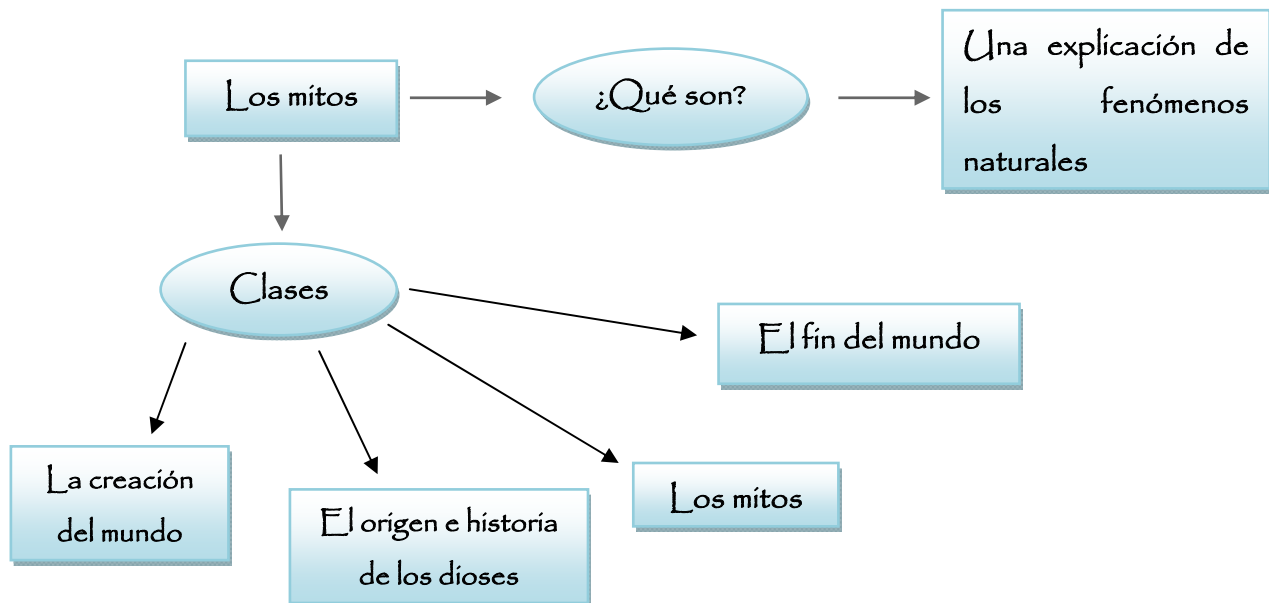 Los mitos
¿Qué son?
Una explicación de
los fenómenos
naturales
Clases
El fin del mundo
La creación
del mundo
El origen e historia
de los dioses
Los mitos